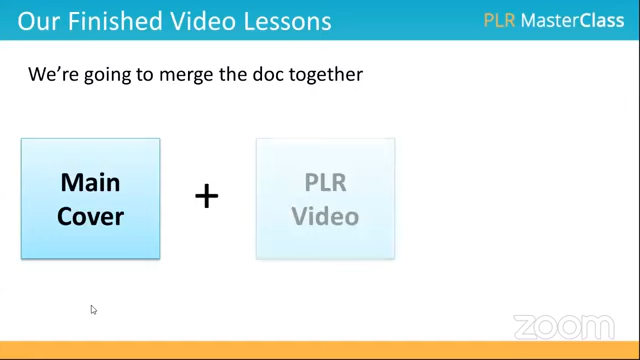 Our Finished Video Lessons
PLR MasterClass
We're going to merge the doc together
Main
Cover
+
PLR
Video
zoom